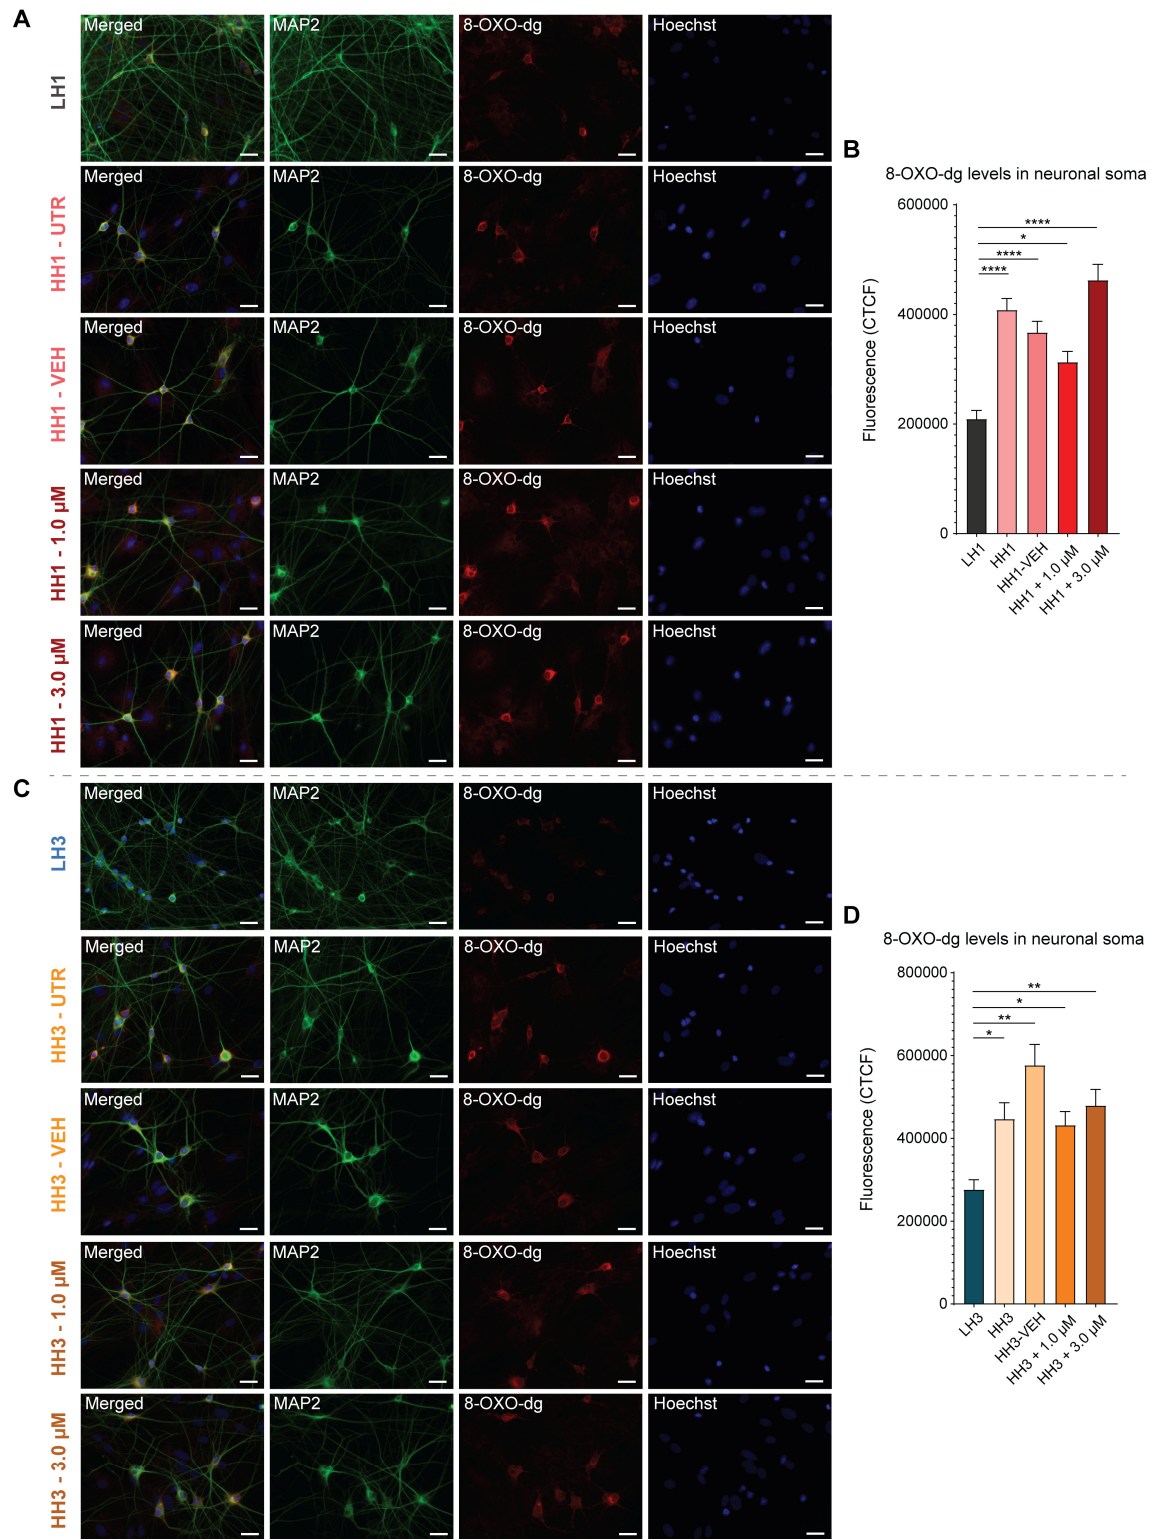 A
LH1
Merged
MAP2
8-OXO-dg
Hoechst
HH1 - UTR
Merged
MAP2
8-OXO-dg
Hoechst
HH1 - VEH
Merged
MAP2
8-OXO-dg
Hoechst
HH1 - 1.0 µM
Merged
MAP2
8-OXO-dg
Hoechst
HH1 - 3.0 µM
Merged
MAP2
8-OXO-dg
Hoechst
B
8-OXO-dg levels in neuronal soma
Fluorescence (CTCF)
600000
400000
200000
0
****
*
****
****
LH1
HH1
HH1-VEH
HH1 + 1.0 µM
HH1 + 3.0 µM
C
LH3
Merged
MAP2
8-OXO-dg
Hoechst
HH3 - UTR
Merged
MAP2
8-OXO-dg
Hoechst
HH3 - VEH
Merged
MAP2
8-OXO-dg
Hoechst
HH3 - 1.0 µM
Merged
MAP2
8-OXO-dg
Hoechst
HH3 - 3.0 µM
Merged
MAP2
8-OXO-dg
Hoechst
D
8-OXO-dg levels in neuronal soma
Fluorescence (CTCF)
800000
600000
400000
200000
0
**
*
**
*
LH3
HH3
HH3-VEH
HH3 + 1.0 µM
HH3 + 3.0 µM